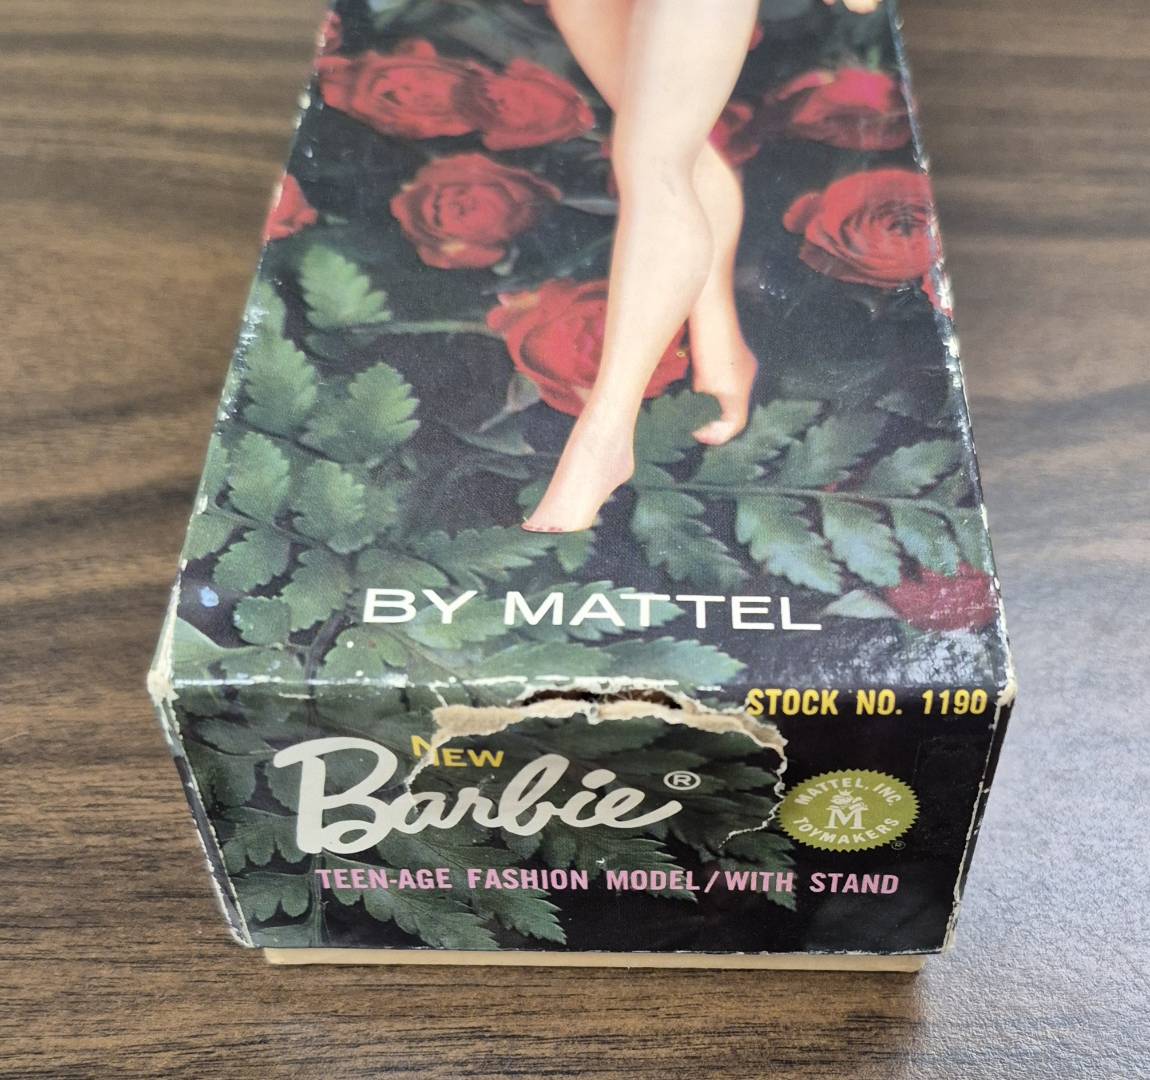 BY MATTEL
STOCK NO. 1190
NEW
Barbie®
MATTEL, INC.
M
TOYMAKERS
®
TEEN-AGE FASHION MODEL/WITH STAND